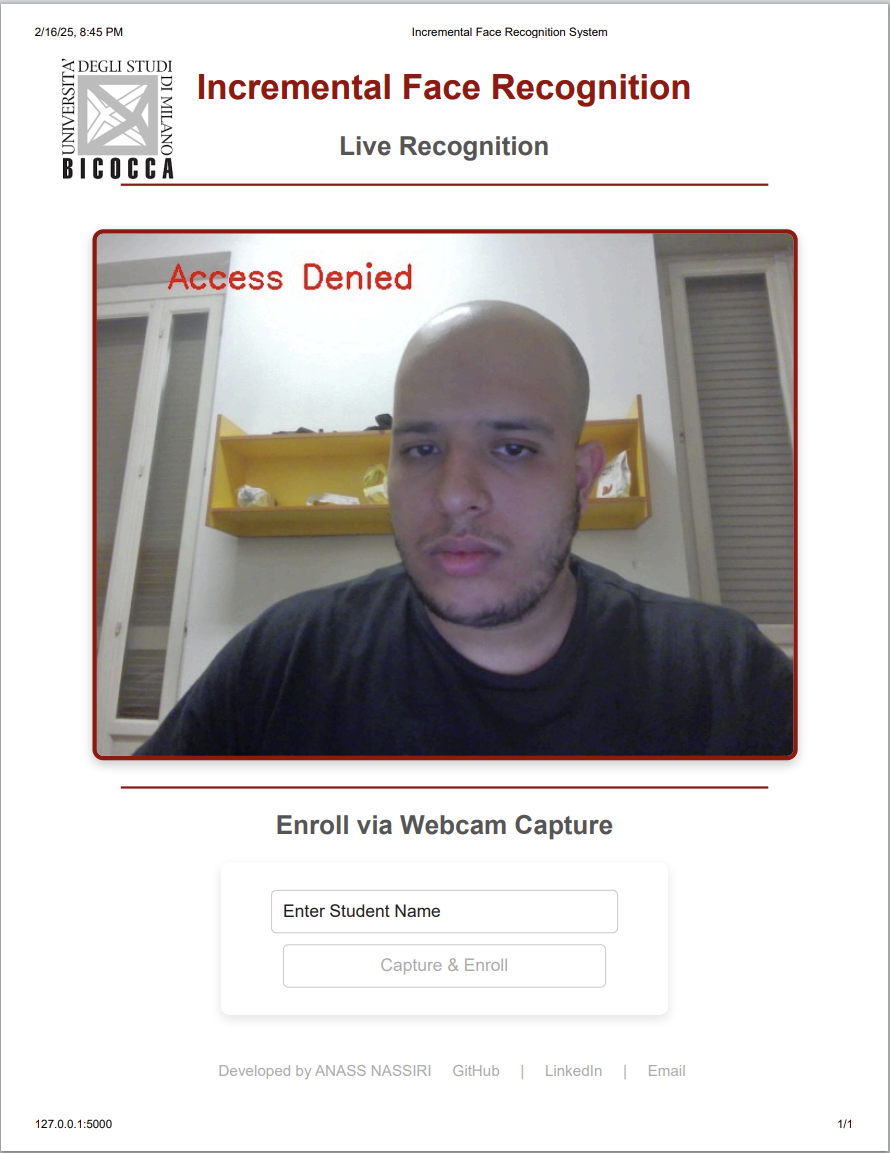 2/16/25, 8:45 PM
Incremental Face Recognition System
UNIVERSITA' DEGLI STUDI DI MILANO
BICOCCA
Incremental Face Recognition
Live Recognition
Access Denied
Enroll via Webcam Capture
Enter Student Name
Capture & Enroll
Developed by ANASS NASSIRI GitHub | LinkedIn | Email
127.0.0.1:5000
1/1